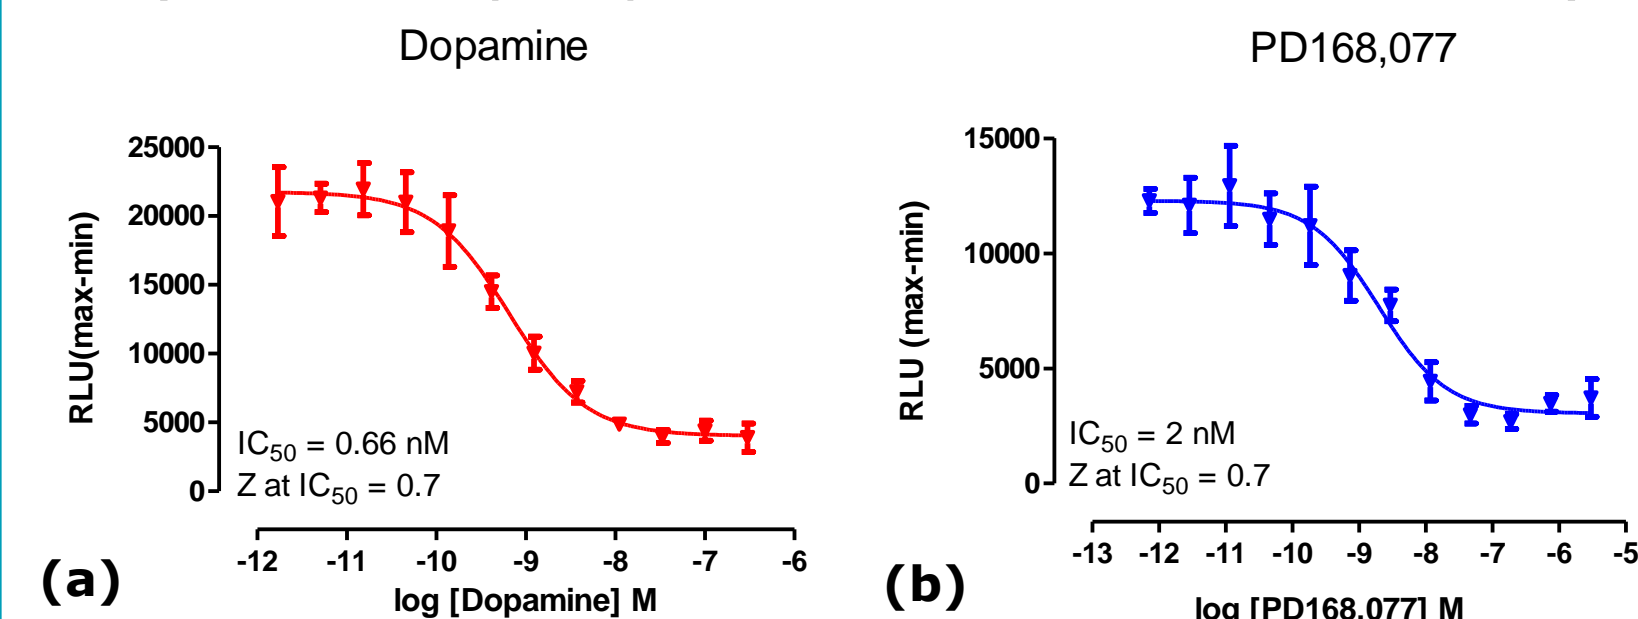 Dopamine
25000
20000
15000
10000
5000
0
RLU(max-min)
IC50 = 0.66 nM
Z at IC50 = 0.7
-12 -11 -10 -9 -8 -7 -6
log [Dopamine] M
(a)
PD168,077
15000
10000
5000
0
RLU (max-min)
IC50 = 2 nM
Z at IC50 = 0.7
-13 -12 -11 -10 -9 -8 -7 -6 -5
log [PD168,077] M
(b)